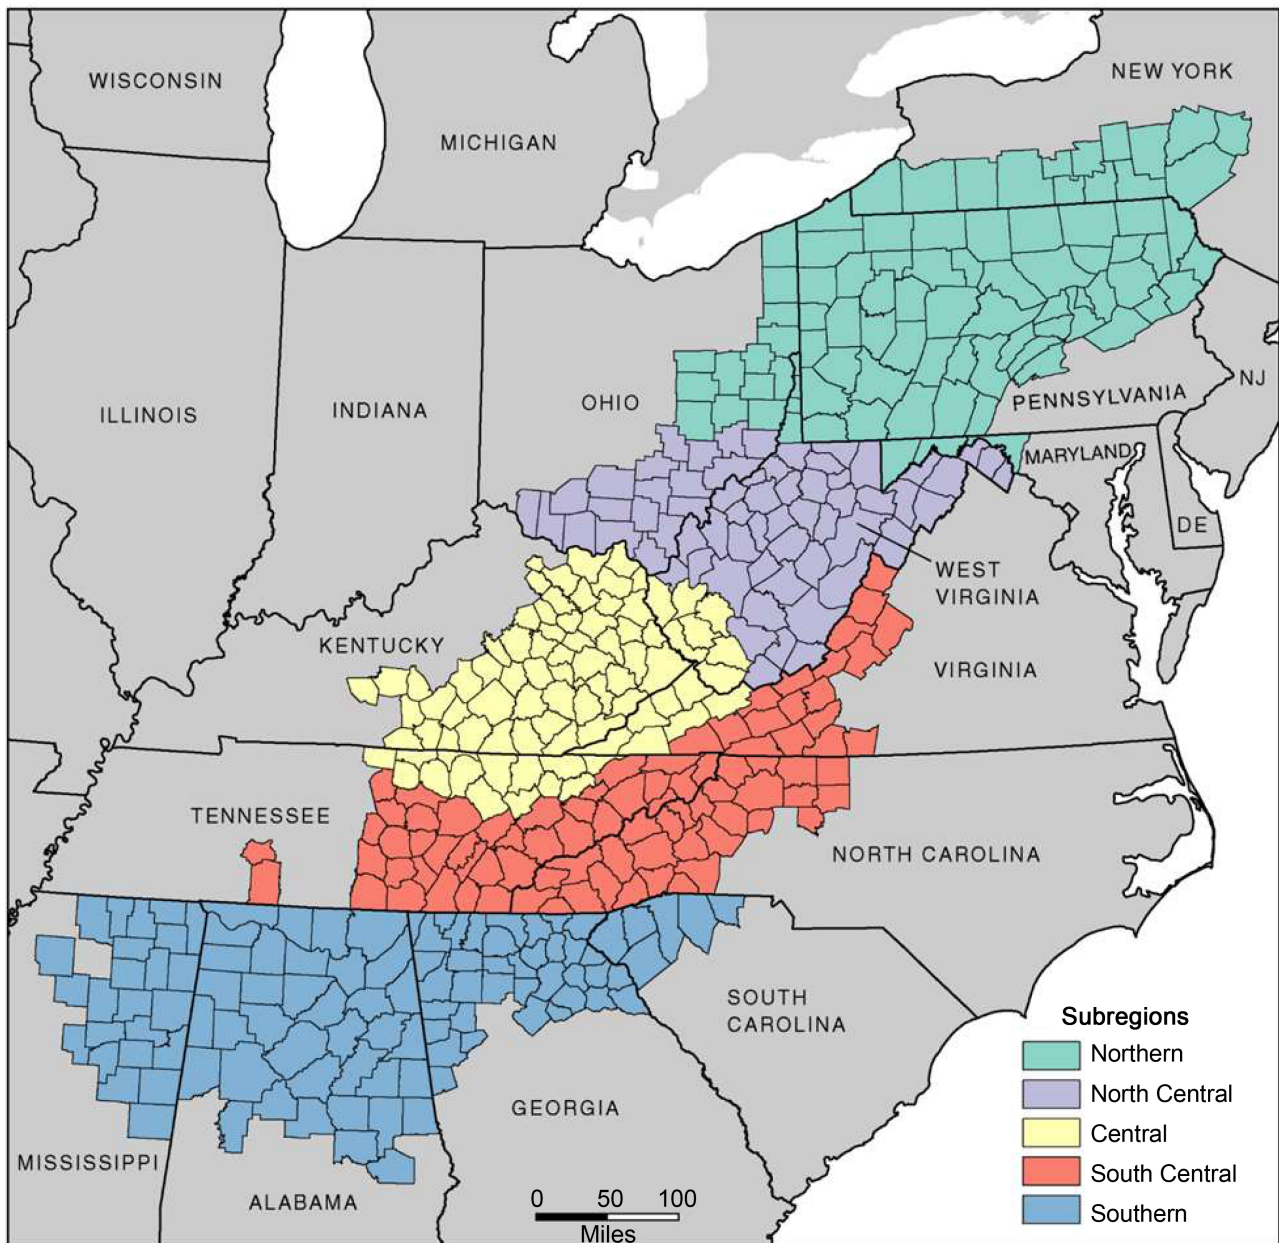 WISCONSIN
MICHIGAN
NEW YORK
ILLINOIS
INDIANA
OHIO
PENNSYLVANIA
NJ
MARYLAND
DE
WEST
VIRGINIA
KENTUCKY
VIRGINIA
TENNESSEE
NORTH CAROLINA
SOUTH
CAROLINA
GEORGIA
MISSISSIPPI
ALABAMA
Subregions
Northern
North Central
Central
South Central
Southern
0 50 100
Miles